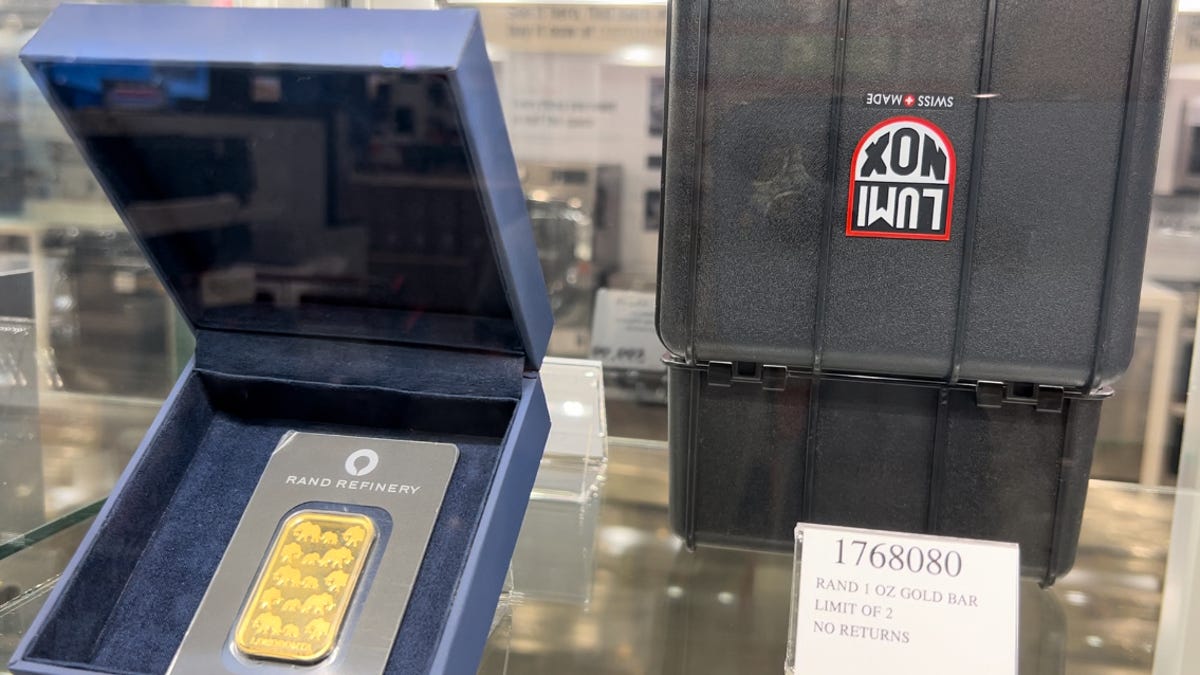 RAND REFINERY
SWISS MADE
LUMI
NOX
1768080
RAND 1 OZ GOLD BAR
LIMIT OF 2
NO RETURNS